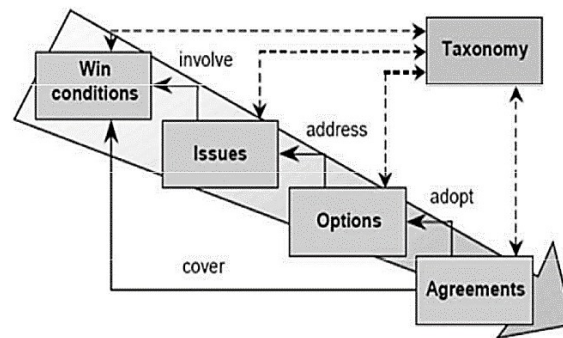 Win
conditions
involve
Taxonomy
Issues
address
Options
adopt
cover
Agreements